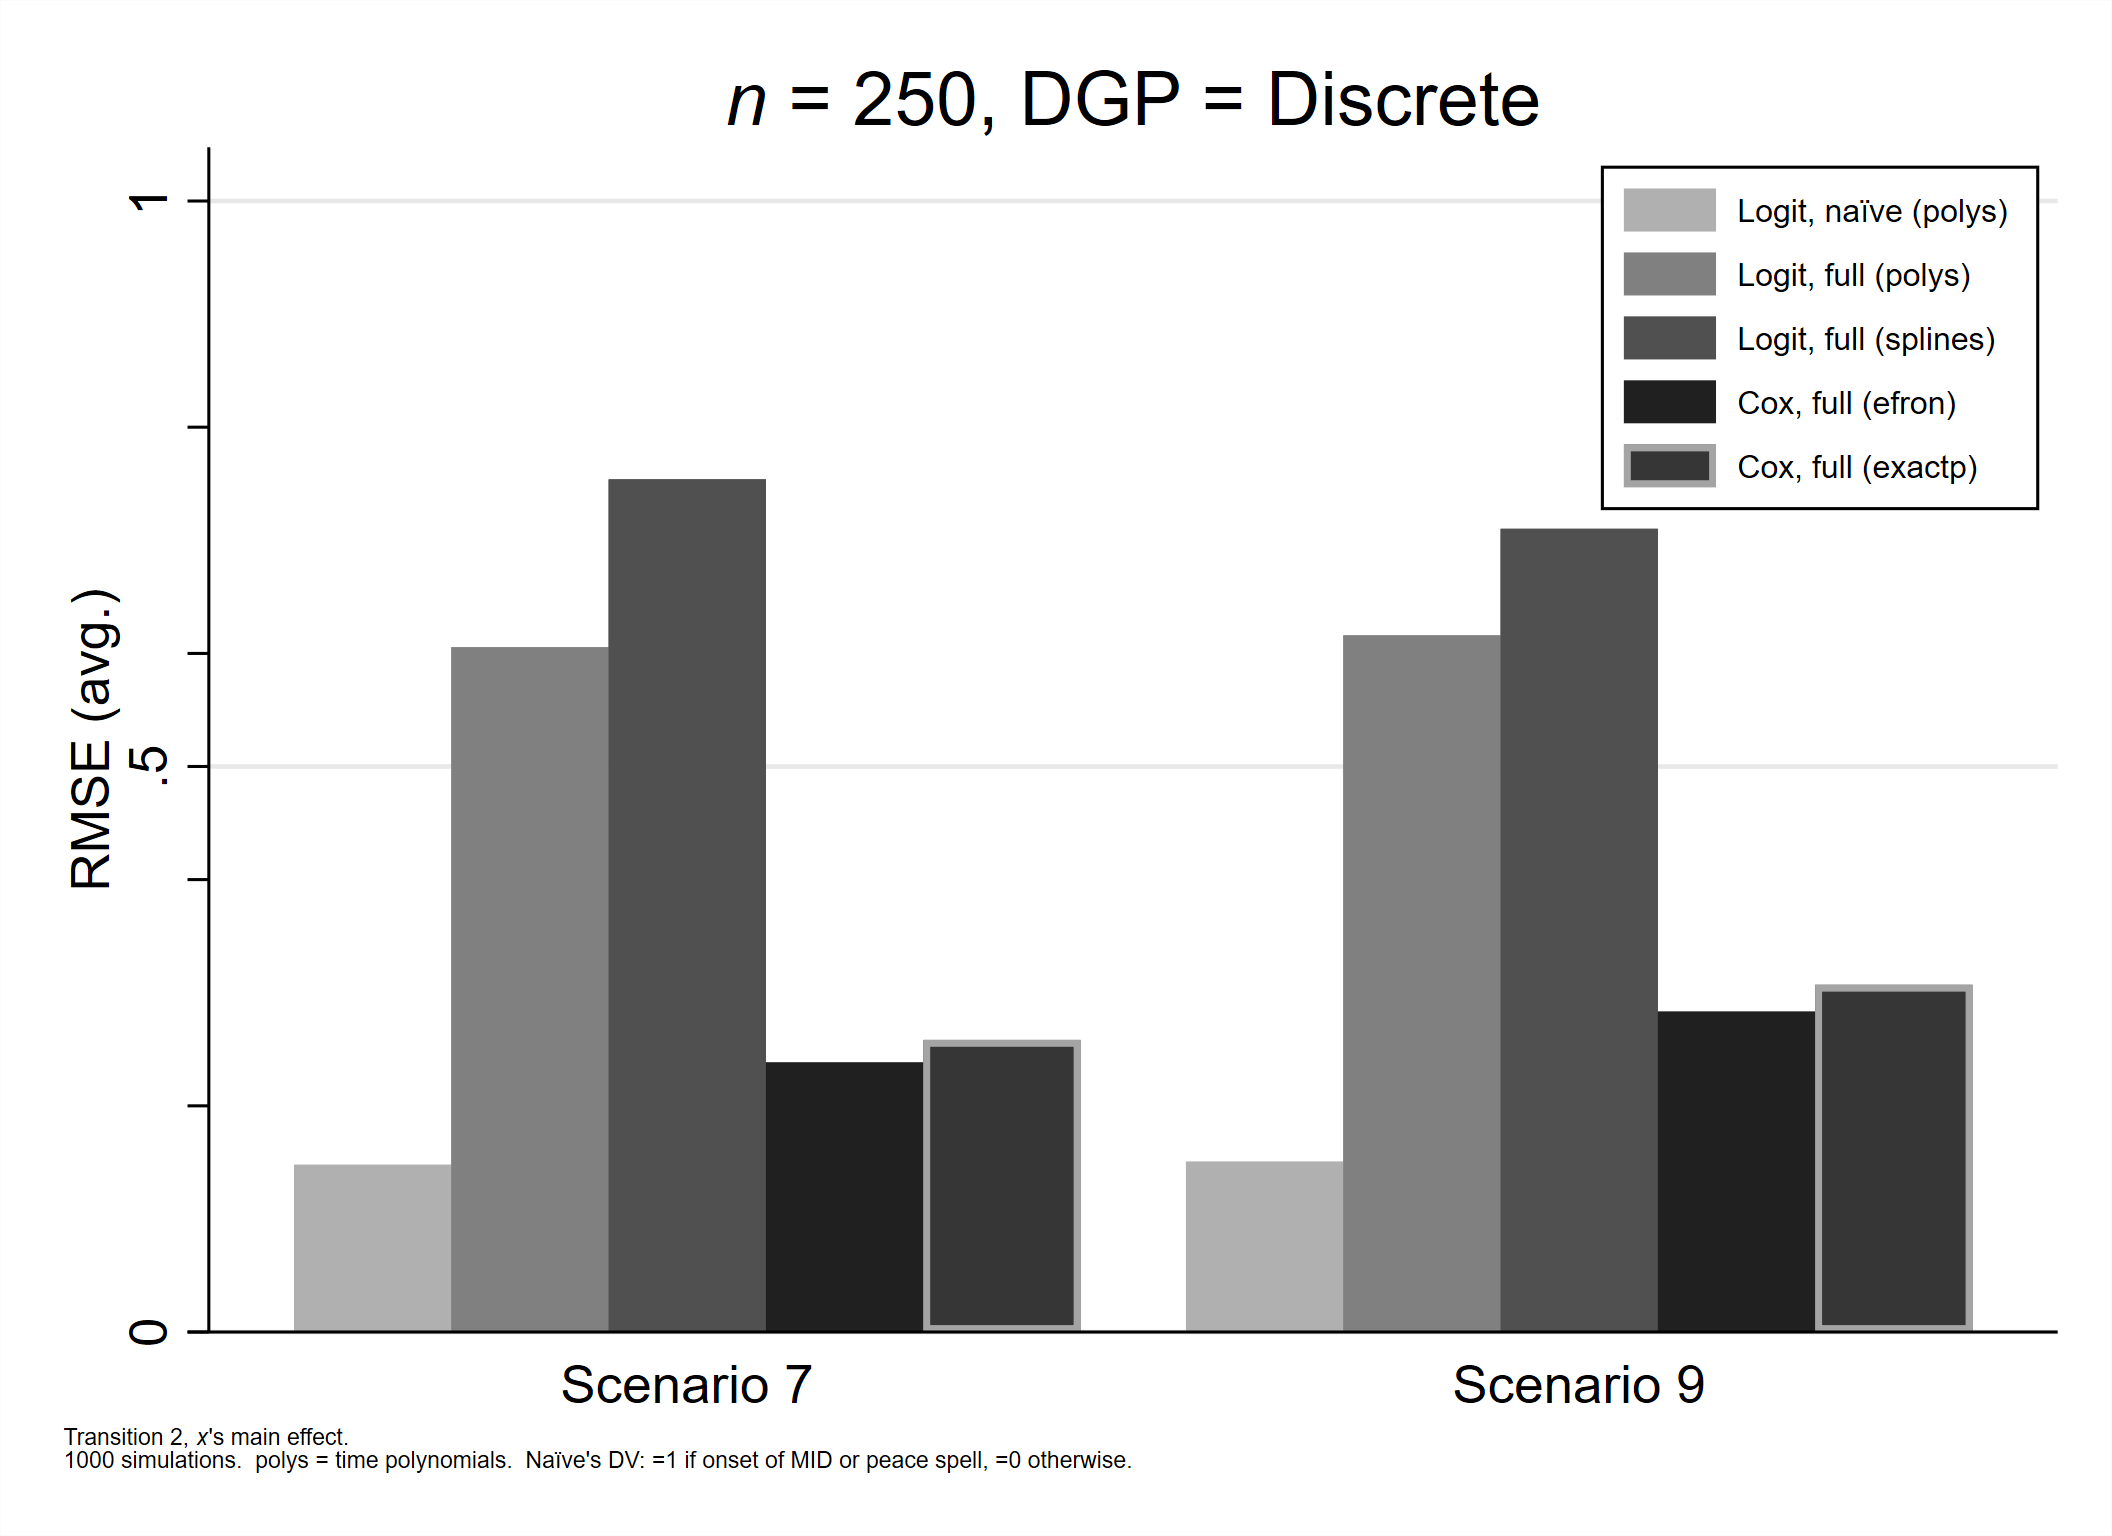 n = 250, DGP = Discrete
RMSE (avg.)
1
.5
0
Logit, naïve (polys)
Logit, full (polys)
Logit, full (splines)
Cox, full (efron)
Cox, full (exactp)
Scenario 7
Scenario 9
Transition 2, x's main effect.
1000 simulations.  polys = time polynomials.  Naïve's DV: =1 if onset of MID or peace spell, =0 otherwise.